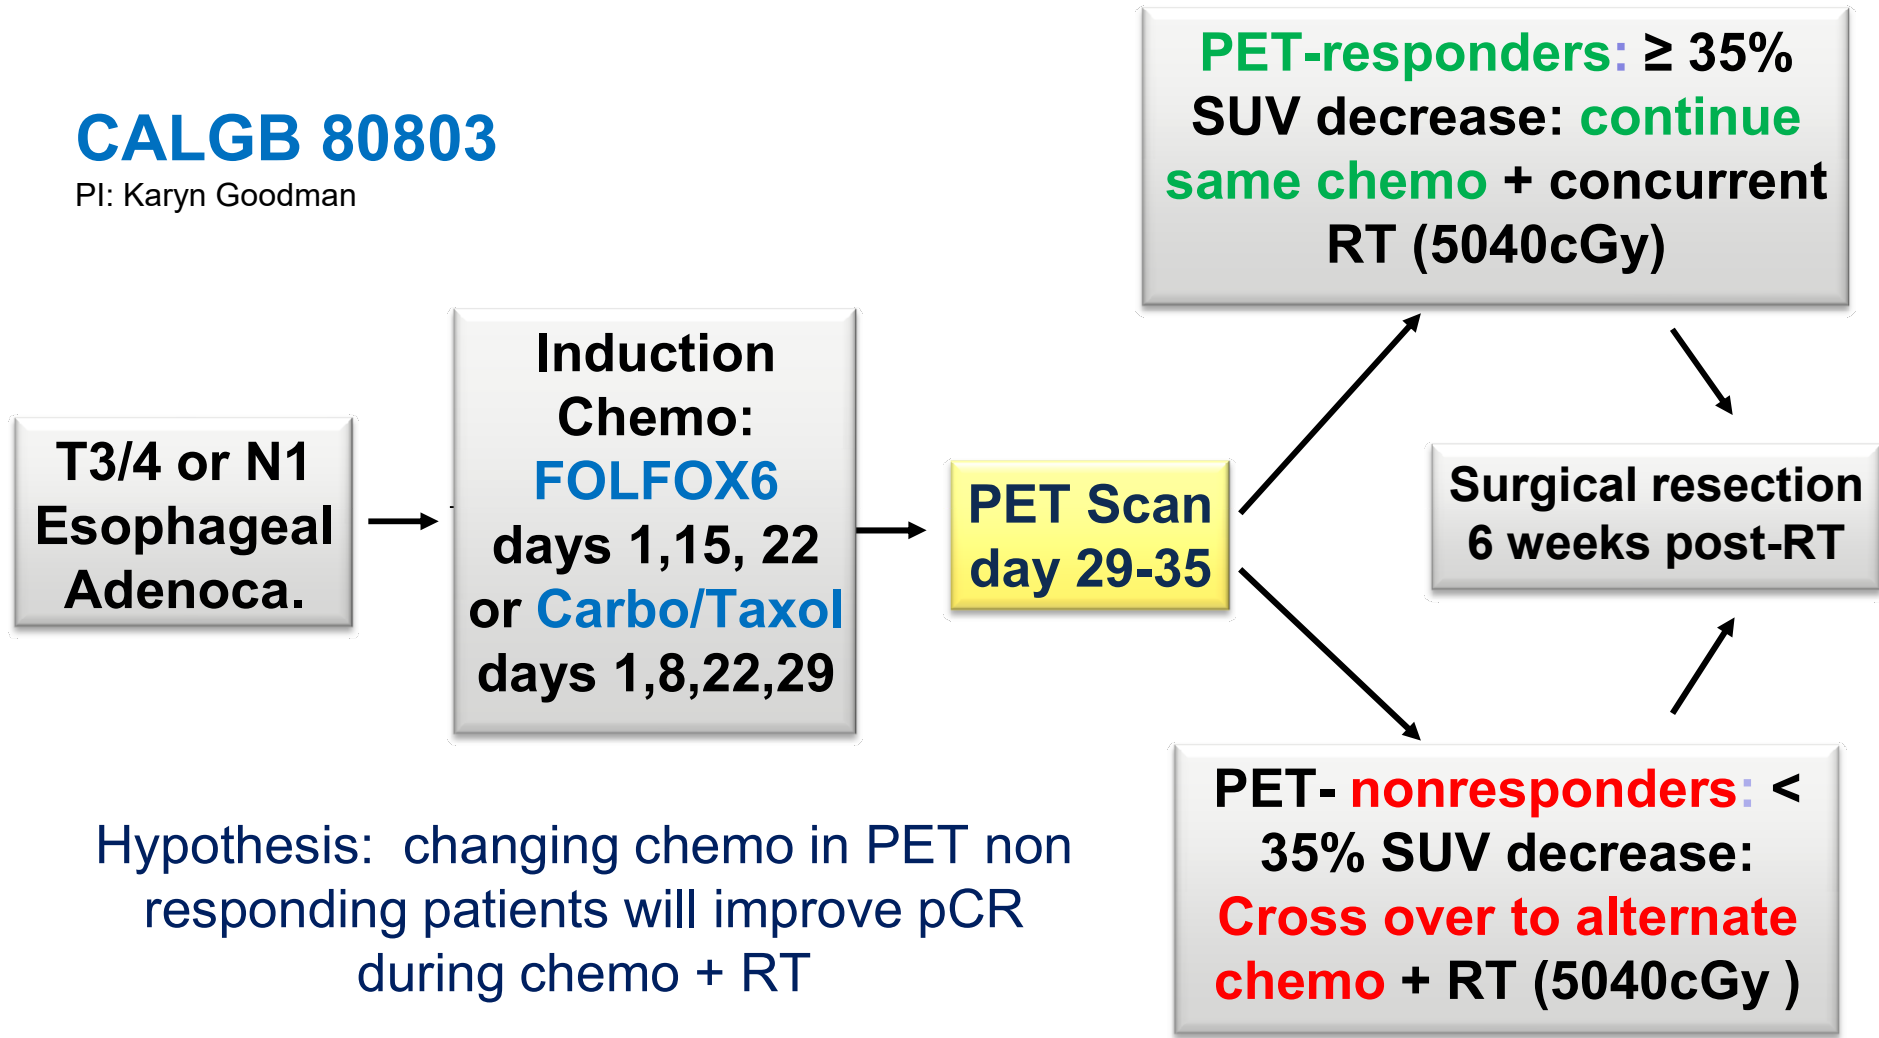 CALGB 80803
PI: Karyn Goodman
T3/4 or N1
Esophageal
Adenoca.
Induction
Chemo:
FOLFOX6
days 1,15, 22
or Carbo/Taxol
days 1,8,22,29
PET Scan
day 29-35
PET-responders: ≥ 35%
SUV decrease: continue
same chemo + concurrent
RT (5040cGy)
Surgical resection
6 weeks post-RT
PET- nonresponders: <
35% SUV decrease:
Cross over to alternate
chemo + RT (5040cGy )
Hypothesis: changing chemo in PET non
responding patients will improve pCR
during chemo + RT